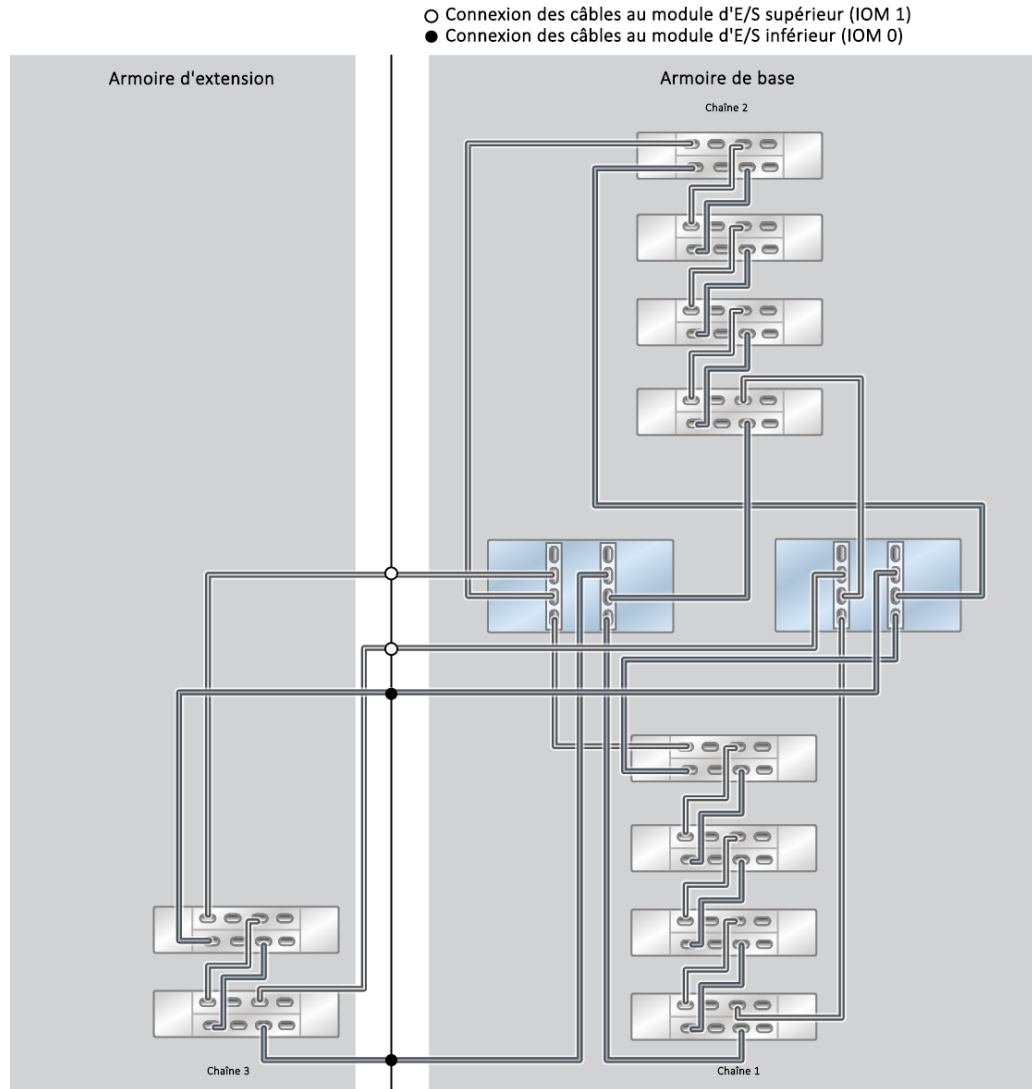 Connexion des câbles au module d'E/S supérieur (IOM 1)
Connexion des câbles au module d'E/S inférieur (IOM 0)
Armoire d'extension
Armoire de base
Chaîne 2
Chaîne 3
Chaîne 1